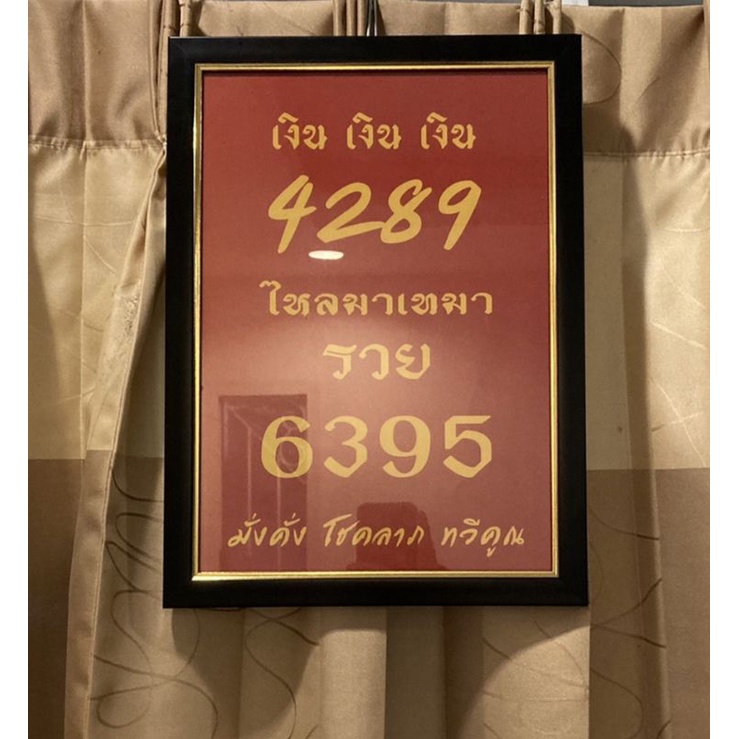 เงิน เงิน เงิน
4289
ไหลมาเทมา
รวย
6395
มั่งคั่ง โชคลาภ ทวีคูณ